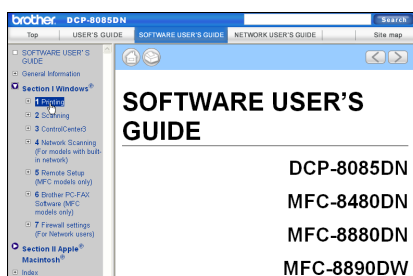 brother. DCP-8085DN
Search
Top USER'S GUIDE SOFTWARE USER'S GUIDE NETWORK USER'S GUIDE Site map
SOFTWARE USER' S
GUIDE
General Information
Section I Windows®
1 Printing
2 Scanning
3 ControlCenter3
4 Network Scanning
(For models with built-
in network)
5 Remote Setup
(MFC models only)
6 Brother PC-FAX
Software (MFC
models only)
7 Firewall settings
(For Network users)
Section II Apple®
Macintosh®
Index
SOFTWARE USER'S
GUIDE
DCP-8085DN
MFC-8480DN
MFC-8880DN
MFC-8890DW